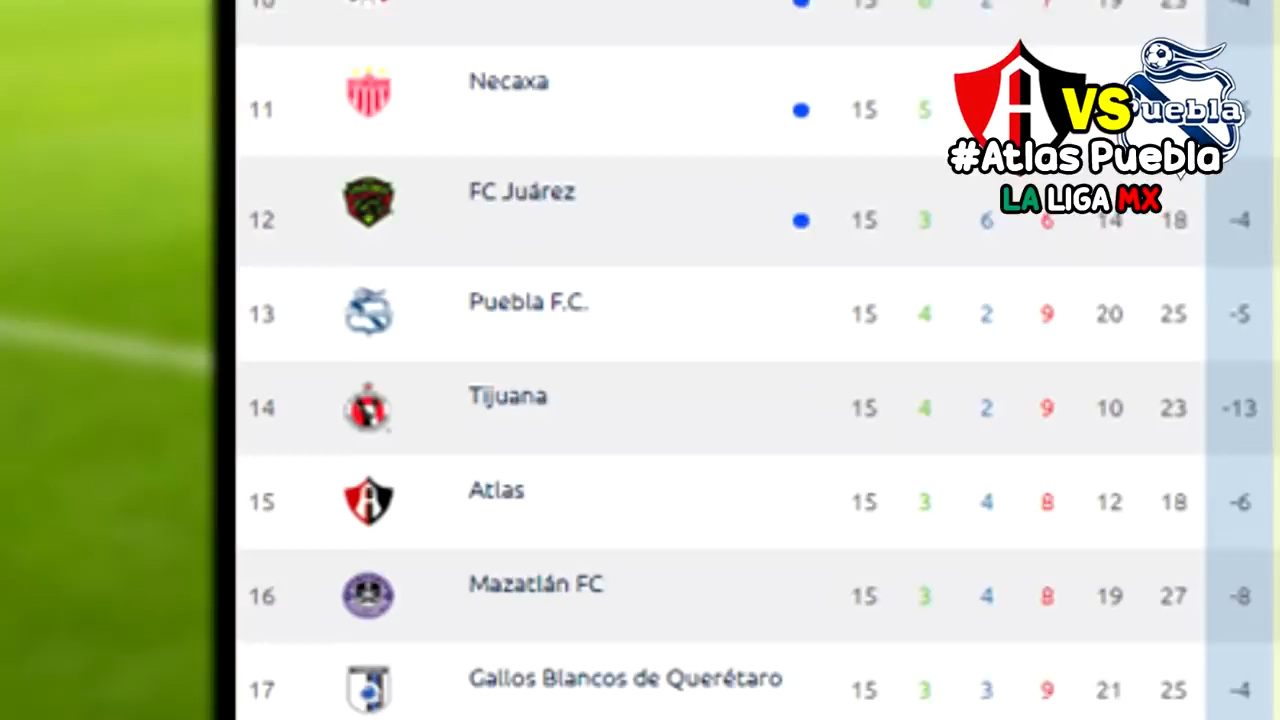 11 Necaxa 15 5
12 FC Juárez 15 3 6 6 14 18 -4
13 Puebla F.C. 15 4 2 9 20 25 -5
14 Tijuana 15 4 2 9 10 23 -13
15 Atlas 15 3 4 8 12 18 -6
16 Mazatlán FC 15 3 4 8 19 27 -8
17 Gallos Blancos de Querétaro 15 3 3 9 21 25 -4
A VS Puebla
#Atlas Puebla
LA LIGA MX